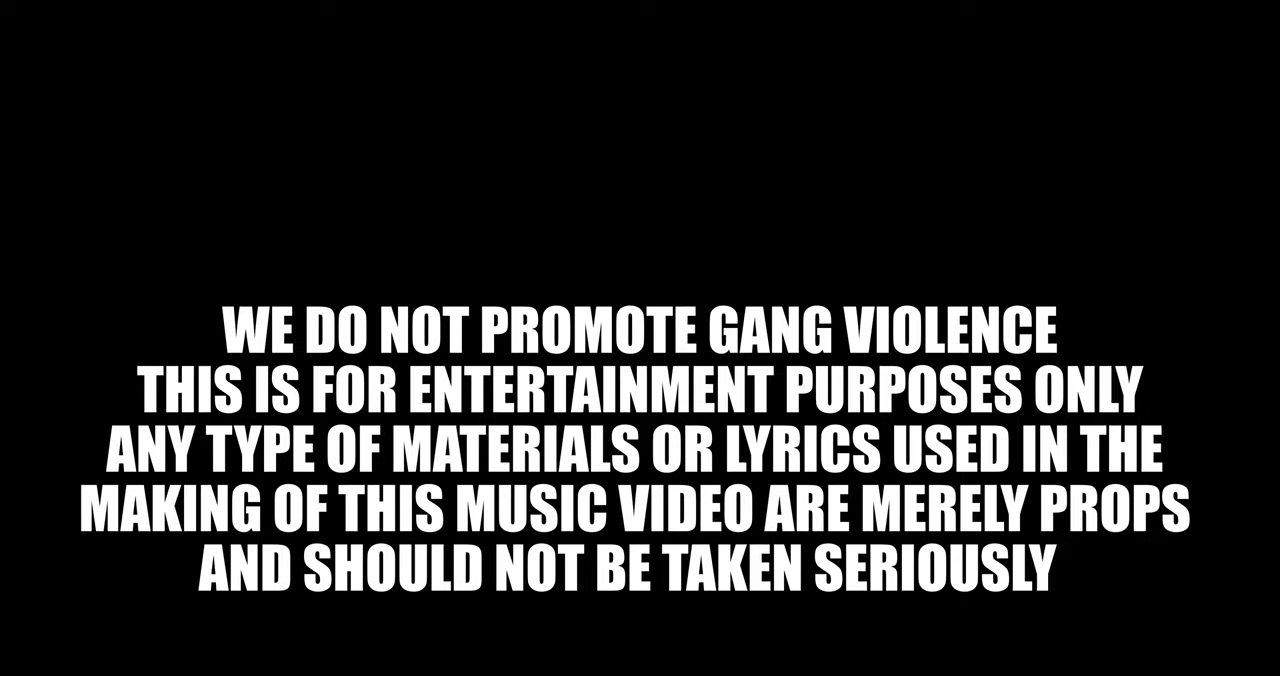 WE DO NOT PROMOTE GANG VIOLENCE
THIS IS FOR ENTERTAINMENT PURPOSES ONLY
ANY TYPE OF MATERIALS OR LYRICS USED IN THE
MAKING OF THIS MUSIC VIDEO ARE MERELY PROPS
AND SHOULD NOT BE TAKEN SERIOUSLY